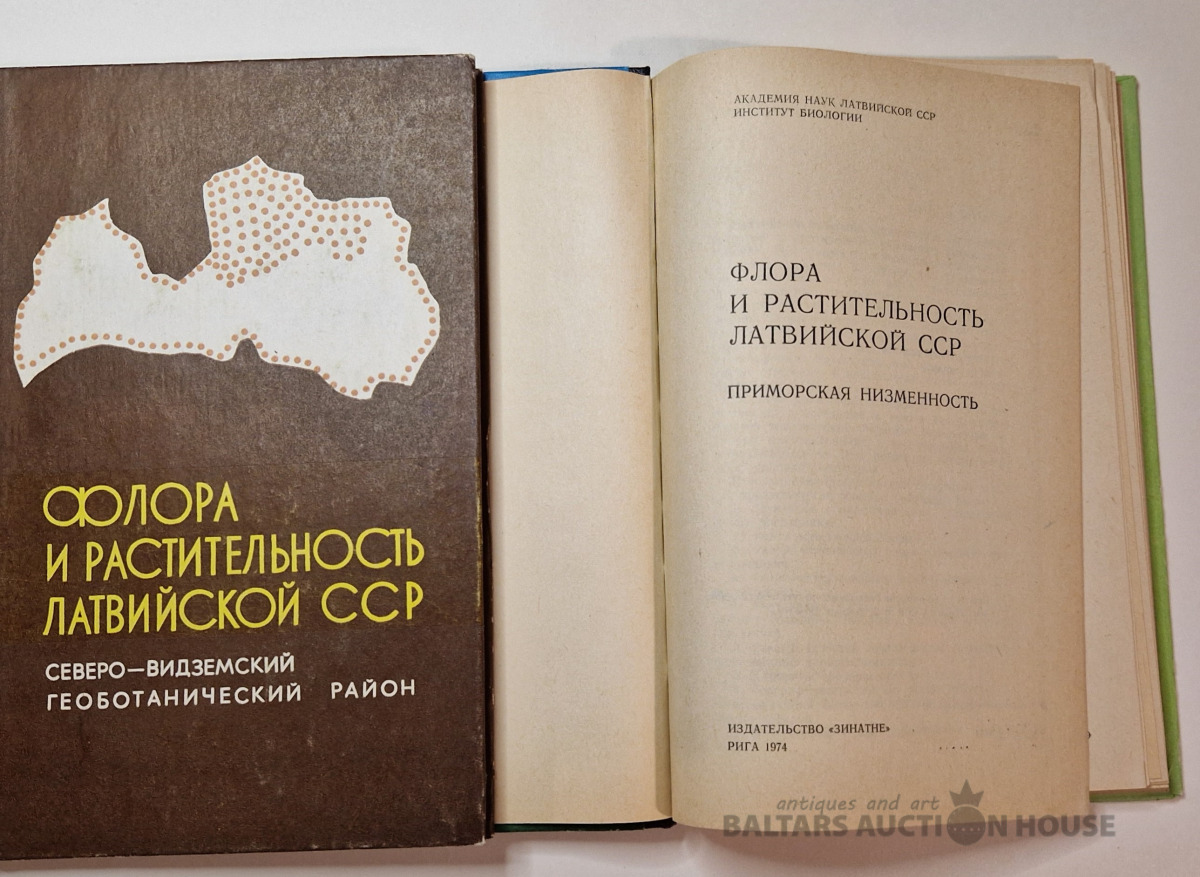 ФЛОРА
И РАСТИТЕЛЬНОСТЬ
ЛАТВИЙСКОЙ ССР
СЕВЕРО—ВИДЗЕМСКИЙ
ГЕОБОТАНИЧЕСКИЙ РАЙОН
АКАДЕМИЯ НАУК ЛАТВИЙСКОЙ ССР
ИНСТИТУТ БИОЛОГИИ
ФЛОРА
И РАСТИТЕЛЬНОСТЬ
ЛАТВИЙСКОЙ ССР
ПРИМОРСКАЯ НИЗМЕННОСТЬ
ИЗДАТЕЛЬСТВО «ЗИНАТНЕ»
РИГА 1974
antiques and art
BALTARS AUCTION HOUSE